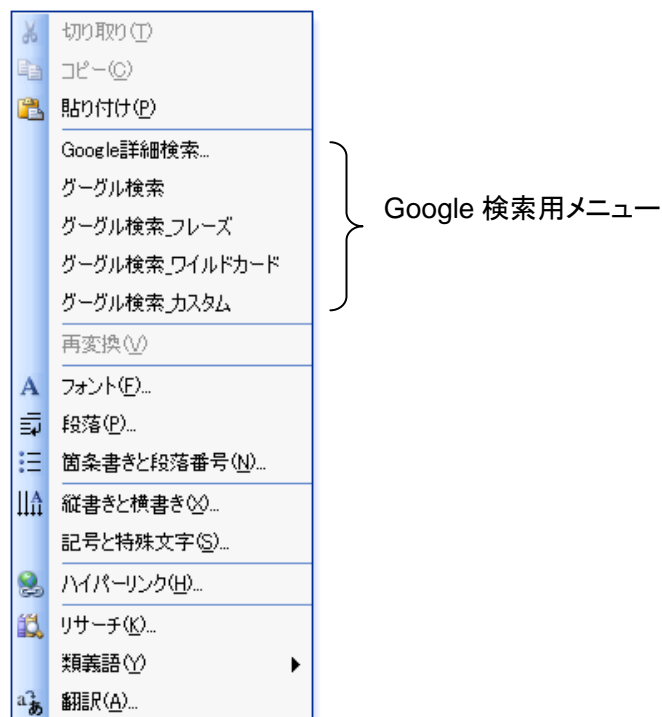 切り取り(T)
コピー(C)
貼り付け(P)
Google詳細検索...
グーグル検索
グーグル検索_フレーズ
グーグル検索_ワイルドカード
グーグル検索_カスタム
Google 検索用メニュー
再変換(V)
フォント(F)...
段落(P)...
箇条書きと段落番号(N)...
縦書きと横書き(X)...
記号と特殊文字(S)...
ハイパーリンク(H)...
リサーチ(K)...
類義語(Y)
翻訳(A)...